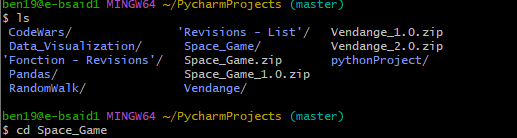 ben19@e-bsaid1 MINGW64 ~/PycharmProjects (master)
$ ls
CodeWars/ 'Revisions - List'/ Vendange_1.0.zip
Data_Visualization/ Space_Game/ Vendange_2.0.zip
'Fonction - Revisions'/ Space_Game.zip pythonProject/
Pandas/ Space_Game_1.0.zip
RandomWalk/ Vendange/
ben19@e-bsaid1 MINGW64 ~/PycharmProjects (master)
$ cd Space_Game